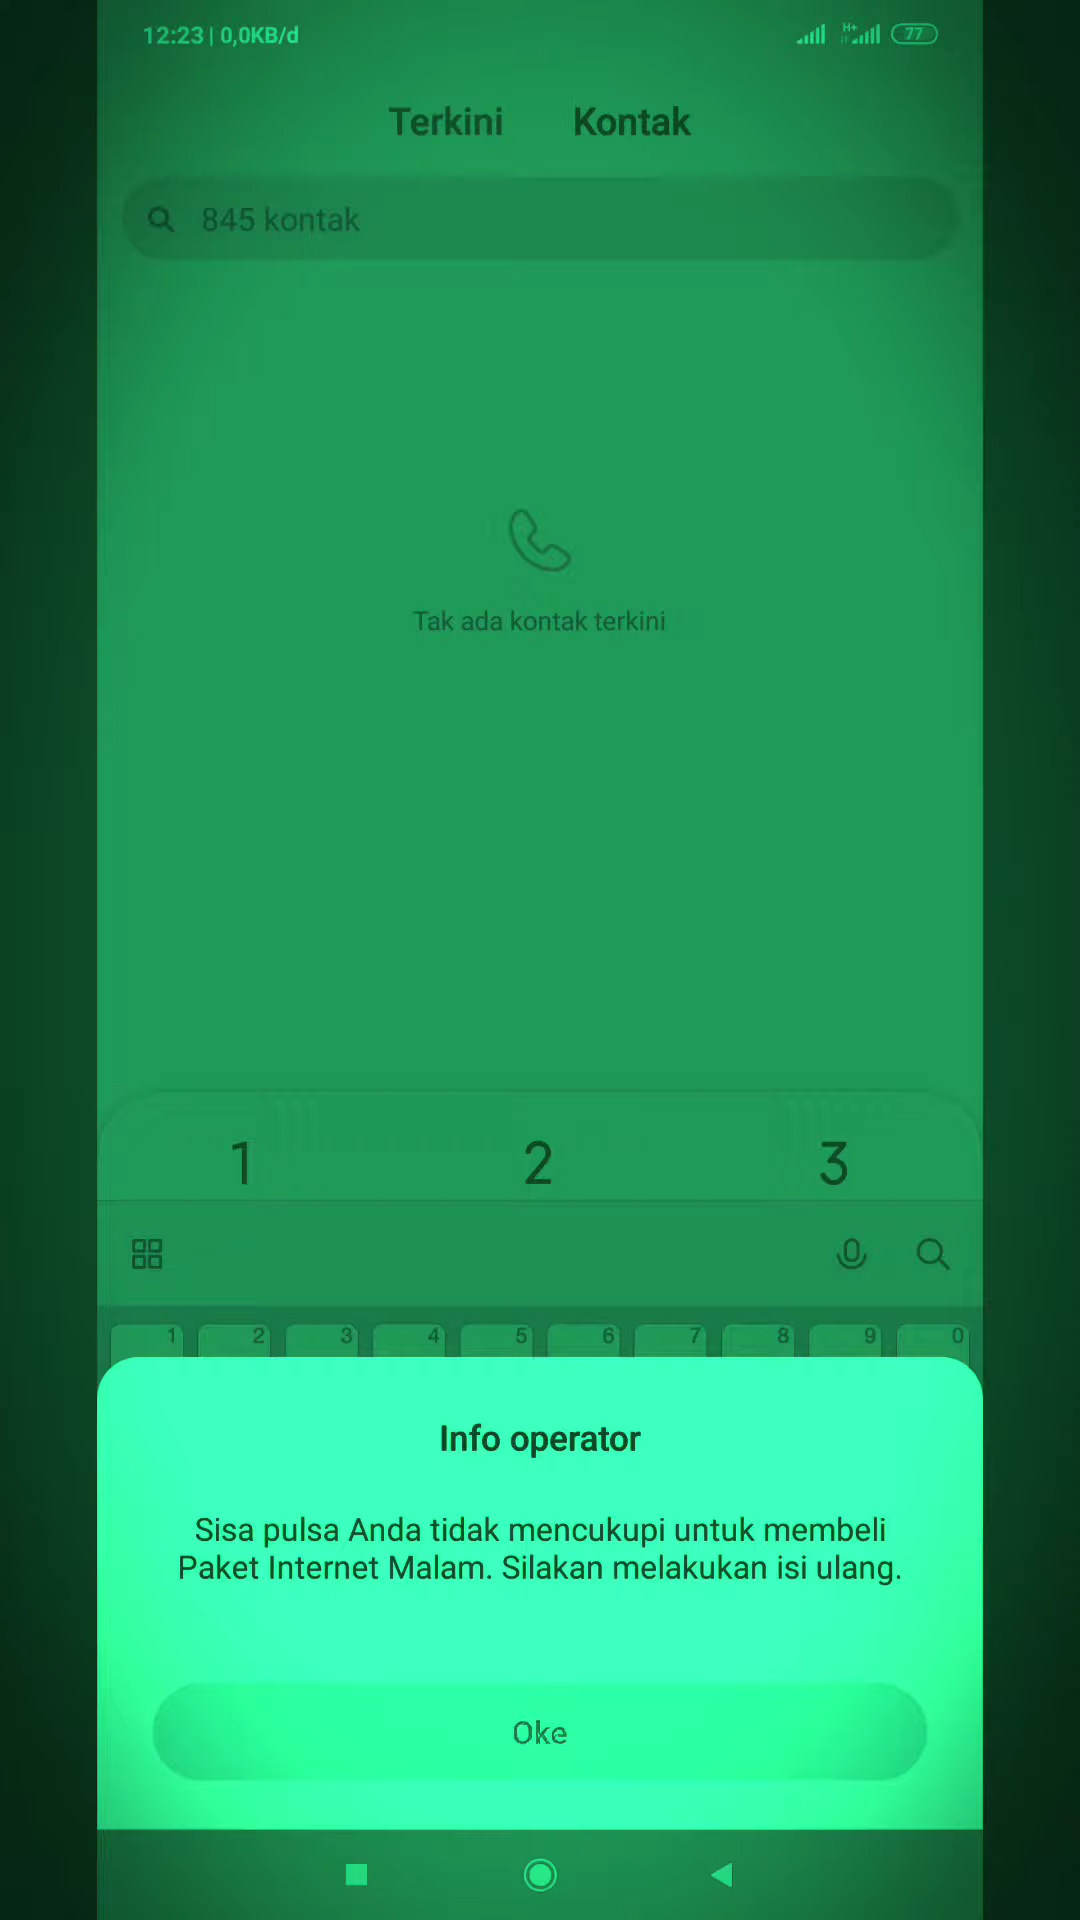 12:23 | 0,0KB/d
H+
77
Terkini Kontak
845 kontak
Tak ada kontak terkini
1 2 3
1 2 3 4 5 6 7 8 9 0
Info operator
Sisa pulsa Anda tidak mencukupi untuk membeli
Paket Internet Malam. Silakan melakukan isi ulang.
Oke